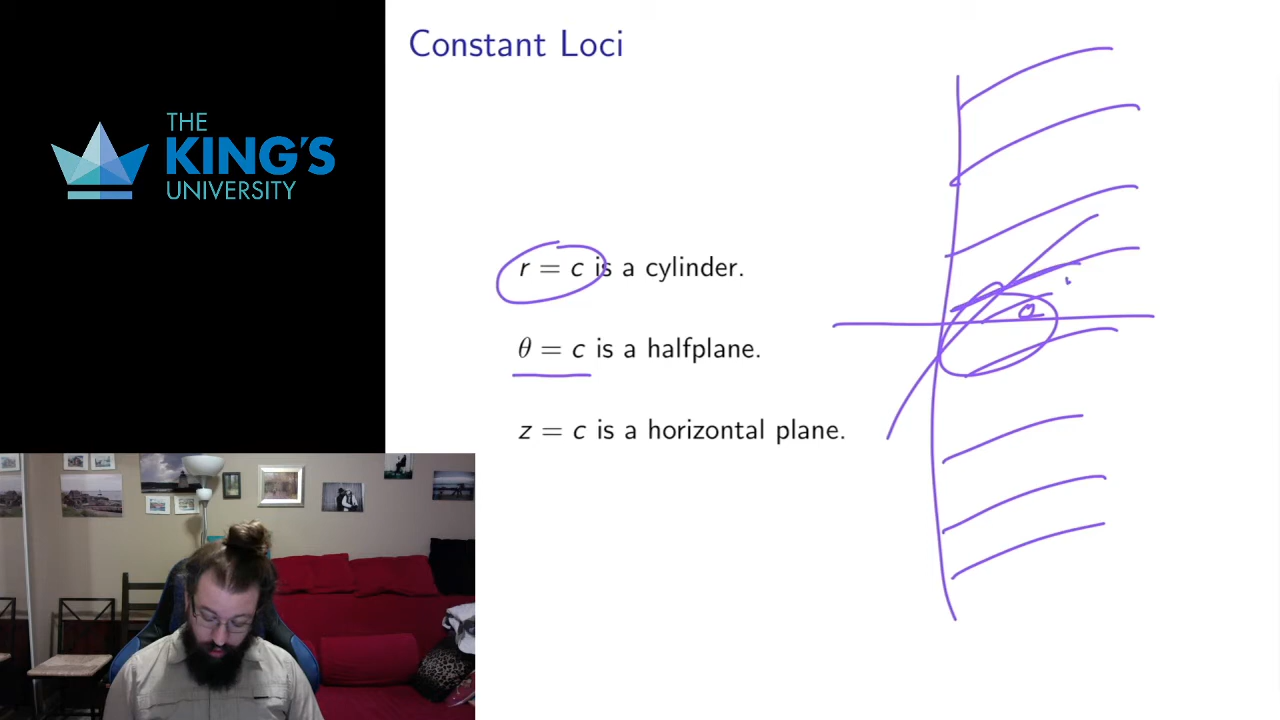 THE
KING'S
UNIVERSITY
Constant Loci
r = c is a cylinder.
θ = c is a halfplane.
z = c is a horizontal plane.